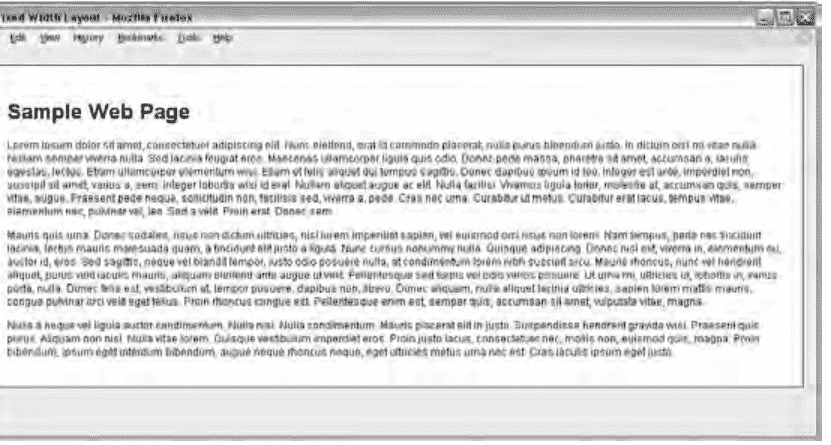 ixed Width Layout - Mozilla Firefox
Edit View History Bookmarks Tools Help
Sample Web Page
Lorem ipsum dolor sit amet, consectetuer adipiscing elit. Nunc eleifend, erat id commodo placerat, nulla purus bibendum justo. In dictum orci mi vitae nulla.
Nullam semper viverra nulla. Sed lacinia feugiat eros. Maecenas ullamcorper ligula quis odio. Donec pede massa, pharetra sit amet, accumsan a, iaculis
egestas, lectus. Etiam ullamcorper elementum wisi. Etiam et felis aliquet dui tempus sagittis. Donec dapibus ipsum id leo. Integer est ante, imperdiet non,
suscipit sit amet, varius a, sem. Integer lobortis wisi id erat. Nullam aliquet augue ac elit. Nulla facilisi. Vivamus ligula tortor, molestie at, accumsan quis, semper
vitae, augue. Praesent pede neque, sollicitudin non, facilisis sed, viverra a, pede. Cras nec urna. Curabitur ut metus. Curabitur erat lacus, tempus vitae,
elementum nec, pulvinar vel, leo. Sed a velit. Proin erat. Donec sem.
Mauris quis urna. Donec sodales, risus non dictum ultricies, nisl lorem imperdiet sapien, vel euismod orci risus non lorem. Nam tempus, pede nec tincidunt
lacinia, lectus mauris malesuada quam, a tincidunt elit justo a ligula. Nunc cursus nonummy nulla. Quisque adipiscing. Donec nisl est, viverra in, elementum eu,
auctor id, eros. Sed sagittis, neque vel blandit tempor, justo odio posuere nulla, at condimentum lorem nibh suscipit arcu. Mauris rhoncus, nunc vel hendrerit
aliquet, purus velit iaculis mauris, aliquam eleifend ante augue ut velit. Pellentesque sed turpis vel odio varius posuere. Ut urna mi, ultricies ut, lobortis in, varius
porta, nulla. Donec felis est, vestibulum at, tempor posuere, dapibus non, libero. Donec aliquam, nulla aliquet lacinia ultricies, sapien lorem mattis mauris,
congue pulvinar orci velit eget tellus. Proin rhoncus congue est. Pellentesque enim est, semper quis, accumsan sit amet, vulputate vitae, magna.
Nulla a neque vel ligula auctor condimentum. Nulla nisi. Nulla condimentum. Mauris placerat elit in justo. Suspendisse hendrerit gravida wisi. Praesent quis
purus. Aliquam non nisl. Nulla vitae lorem. Quisque vestibulum imperdiet eros. Proin justo lacus, consectetuer nec, mollis non, euismod quis, magna. Proin
bibendum, ipsum eget interdum bibendum, augue neque rhoncus neque, eget ultricies metus urna nec est. Cras iaculis ipsum eget justo.